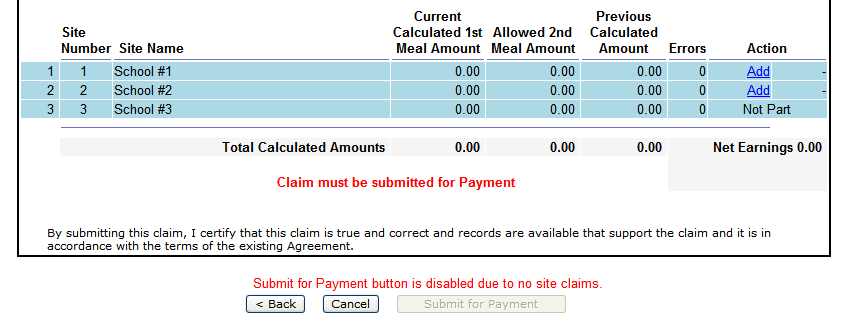 Current Previous
Site Calculated 1st Allowed 2nd Calculated
Number Site Name Meal Amount Meal Amount Amount Errors Action
1 1 School #1 0.00 0.00 0.00 0 Add -
2 2 School #2 0.00 0.00 0.00 0 Add -
3 3 School #3 0.00 0.00 0.00 0 Not Part
Total Calculated Amounts 0.00 0.00 0.00 Net Earnings 0.00
Claim must be submitted for Payment
By submitting this claim, I certify that this claim is true and correct and records are available that support the claim and it is in
accordance with the terms of the existing Agreement.
Submit for Payment button is disabled due to no site claims.
< Back Cancel Submit for Payment